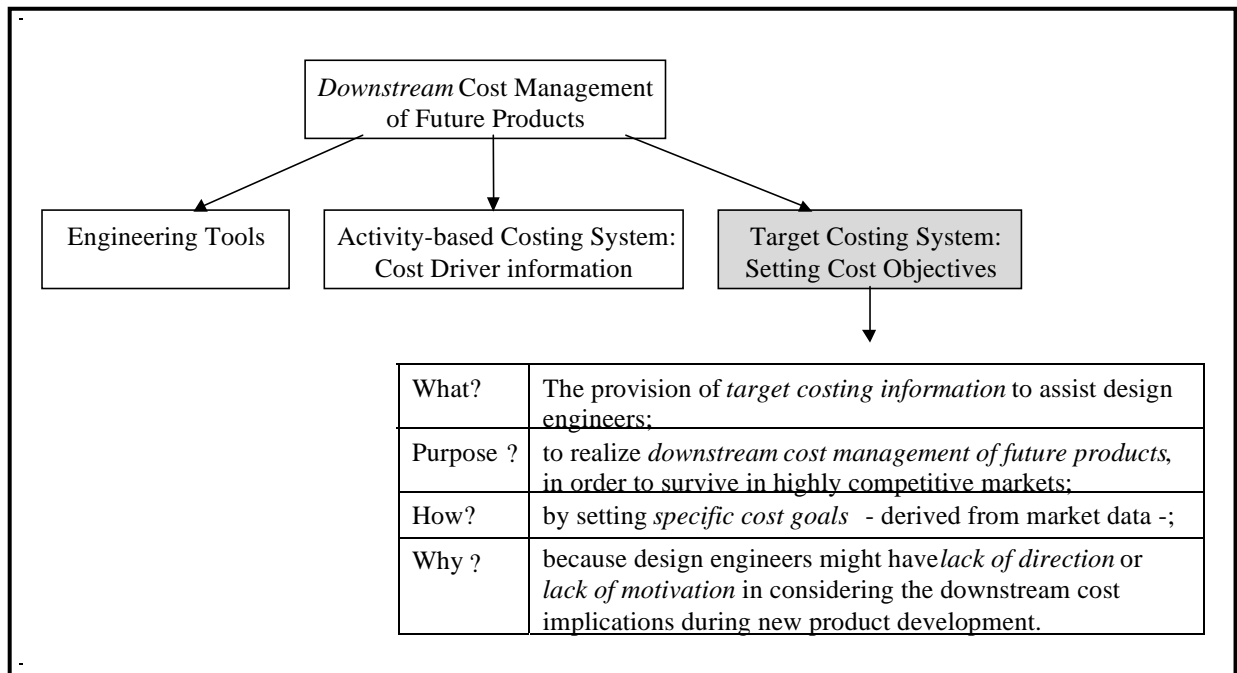 Downstream Cost Management
of Future Products
Engineering Tools
Activity-based Costing System:
Cost Driver information
Target Costing System:
Setting Cost Objectives
What?
The provision of target costing information to assist design
engineers;
Purpose ?
to realize downstream cost management of future products,
in order to survive in highly competitive markets;
How?
by setting specific cost goals - derived from market data -;
Why ?
because design engineers might havelack of direction or
lack of motivation in considering the downstream cost
implications during new product development.